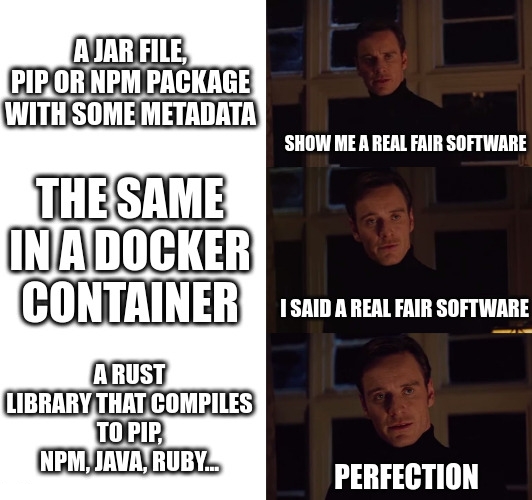 A JAR FILE,
PIP OR NPM PACKAGE
WITH SOME METADATA
SHOW ME A REAL FAIR SOFTWARE
THE SAME
IN A DOCKER
CONTAINER
I SAID A REAL FAIR SOFTWARE
A RUST
LIBRARY THAT COMPILES
TO PIP,
NPM, JAVA, RUBY...
PERFECTION